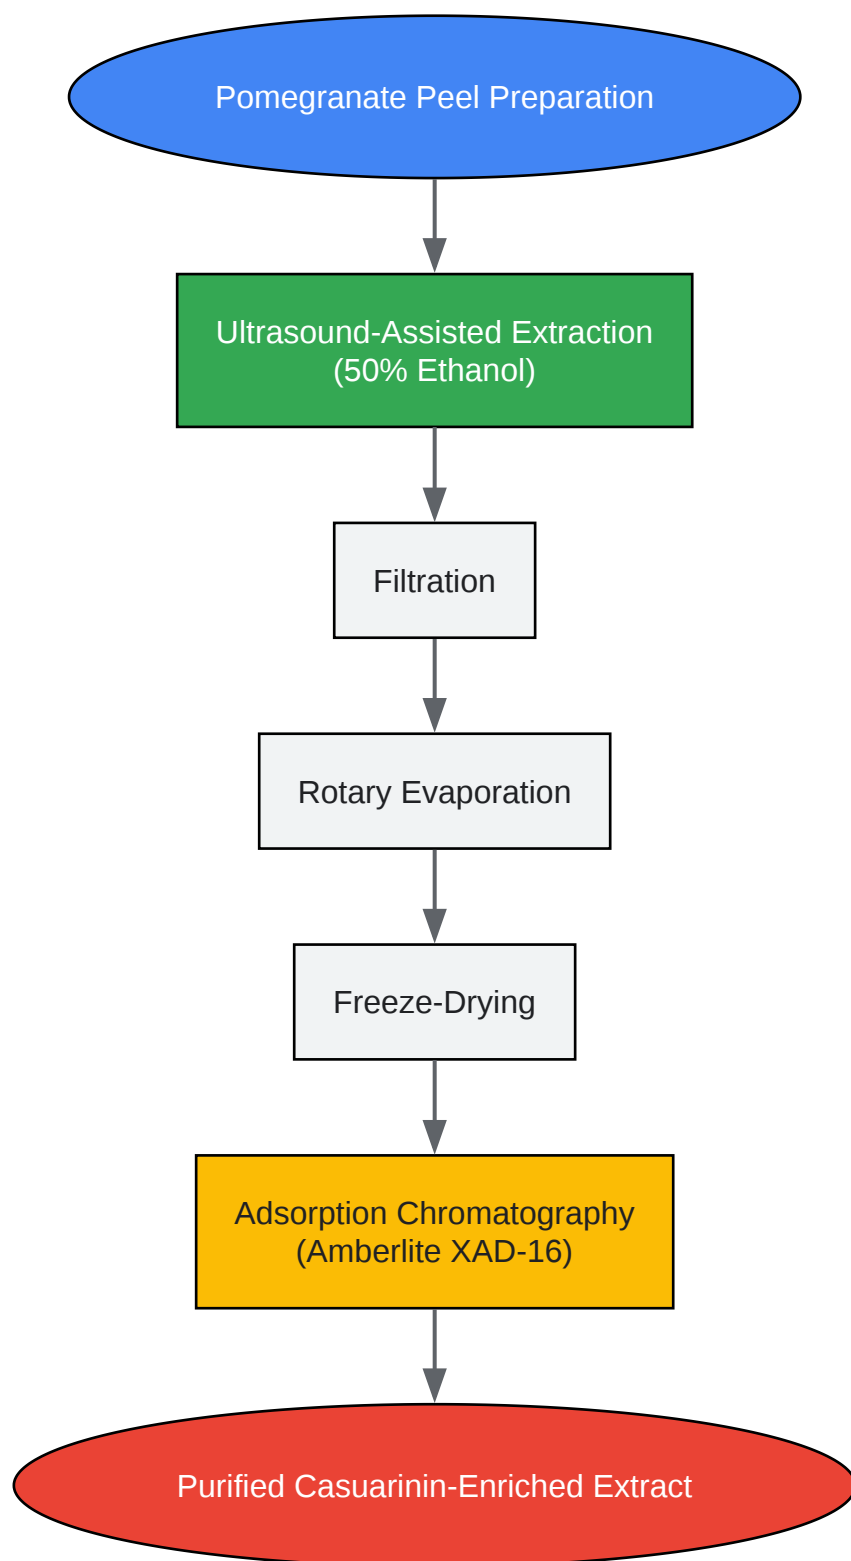 Pomegranate Peel Preparation
Ultrasound-Assisted Extraction
(50% Ethanol)
Filtration
Rotary Evaporation
Freeze-Drying
Adsorption Chromatography
(Amberlite XAD-16)
Purified Casuarinin-Enriched Extract